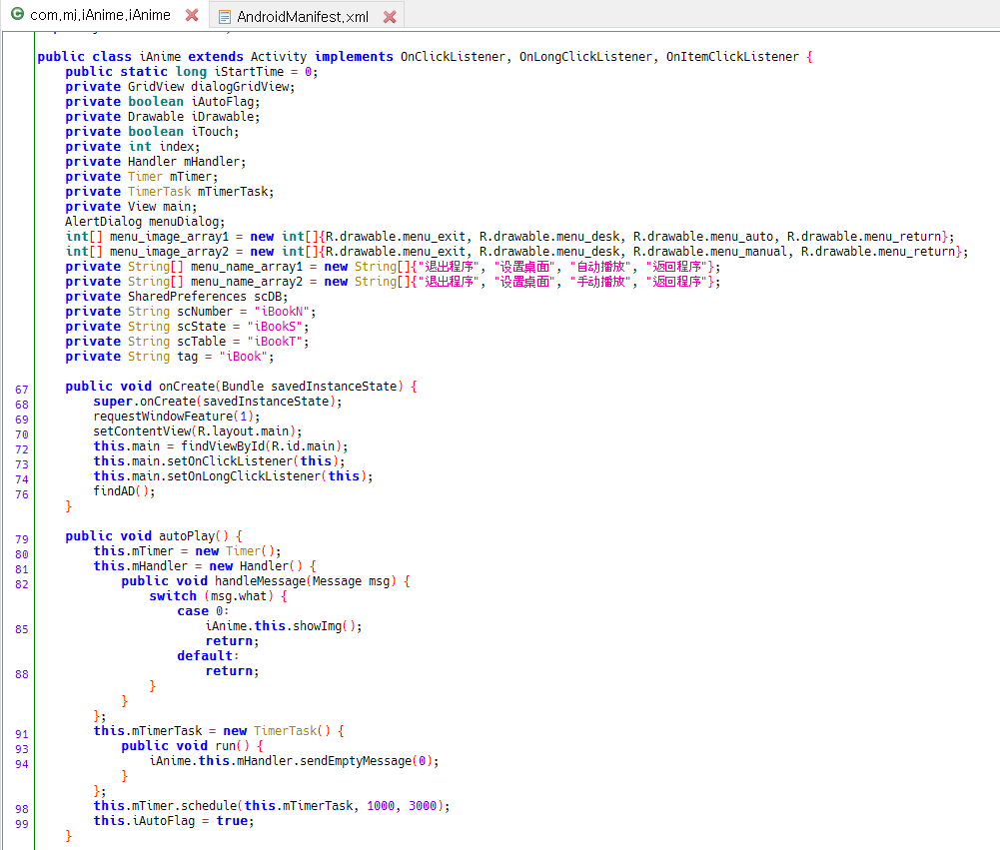 com.mj.iAnime.iAnime AndroidManifest.xml
public class iAnime extends Activity implements OnClickListener, OnLongClickListener, OnItemClickListener {
public static long iStartTime = 0;
private GridView dialogGridView;
private boolean iAutoFlag;
private Drawable iDrawable;
private boolean iTouch;
private int index;
private Handler mHandler;
private Timer mTimer;
private TimerTask mTimerTask;
private View main;
AlertDialog menuDialog;
int[] menu_image_array1 = new int[]{R.drawable.menu_exit, R.drawable.menu_desk, R.drawable.menu_auto, R.drawable.menu_return};
int[] menu_image_array2 = new int[]{R.drawable.menu_exit, R.drawable.menu_desk, R.drawable.menu_manual, R.drawable.menu_return};
private String[] menu_name_array1 = new String[]{"退出程序", "设置桌面", "自动播放", "返回程序"};
private String[] menu_name_array2 = new String[]{"退出程序", "设置桌面", "手动播放", "返回程序"};
private SharedPreferences scDB;
private String scNumber = "iBookN";
private String scState = "iBookS";
private String scTable = "iBookT";
private String tag = "iBook";
67 public void onCreate(Bundle savedInstanceState) {
68 super.onCreate(savedInstanceState);
69 requestWindowFeature(1);
70 setContentView(R.layout.main);
72 this.main = findViewById(R.id.main);
73 this.main.setOnClickListener(this);
74 this.main.setOnLongClickListener(this);
76 findAD();
}
79 public void autoPlay() {
80 this.mTimer = new Timer();
81 this.mHandler = new Handler() {
82 public void handleMessage(Message msg) {
switch (msg.what) {
case 0:
85 iAnime.this.showImg();
return;
default:
88 return;
}
}
};
91 this.mTimerTask = new TimerTask() {
93 public void run() {
94 iAnime.this.mHandler.sendEmptyMessage(0);
}
};
98 this.mTimer.schedule(this.mTimerTask, 1000, 3000);
99 this.iAutoFlag = true;
}